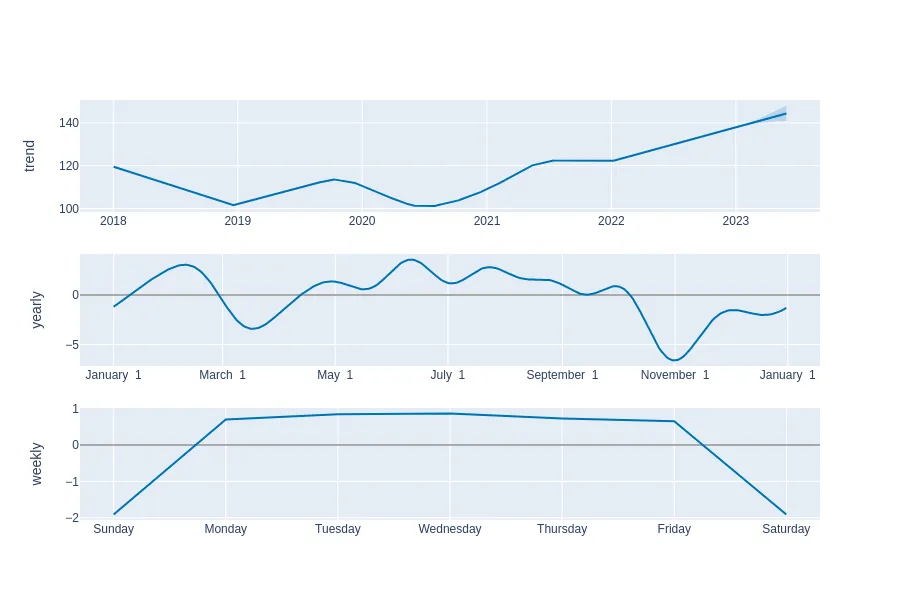 trend
140
120
100
2018 2019 2020 2021 2022 2023
yearly
0
−5
January 1 March 1 May 1 July 1 September 1 November 1 January 1
weekly
1
0
−1
−2
Sunday Monday Tuesday Wednesday Thursday Friday Saturday